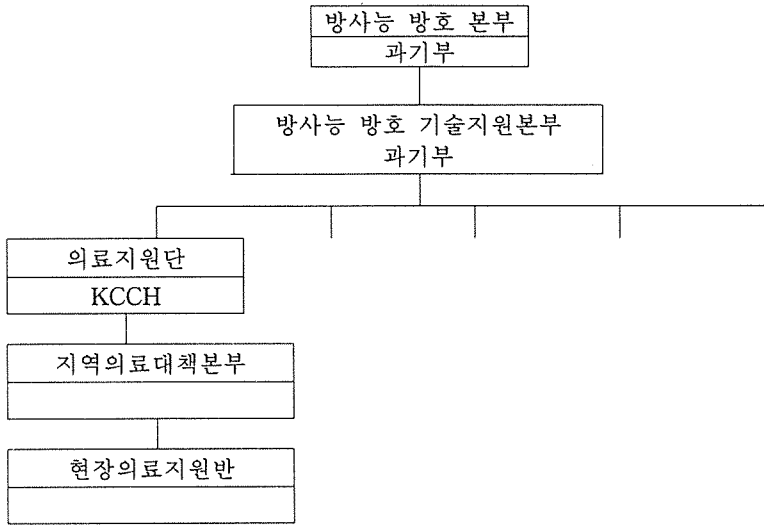 방사능 방호 본부
과기부
방사능 방호 기술지원본부
과기부
의료지원단
KCCH
지역의료대책본부
현장의료지원반